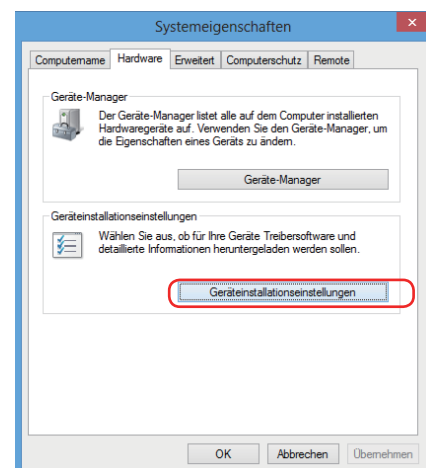 Systemeigenschaften
Computername Hardware Erweitert Computerschutz Remote
Geräte-Manager
Der Geräte-Manager listet alle auf dem Computer installierten
Hardwaregeräte auf. Verwenden Sie den Geräte-Manager, um
die Eigenschaften eines Geräts zu ändern.
Geräte-Manager
Geräteinstallationseinstellungen
Wählen Sie aus, ob für Ihre Geräte Treibersoftware und
detaillierte Informationen heruntergeladen werden sollen.
Geräteinstallationseinstellungen
OK Abbrechen Übernehmen